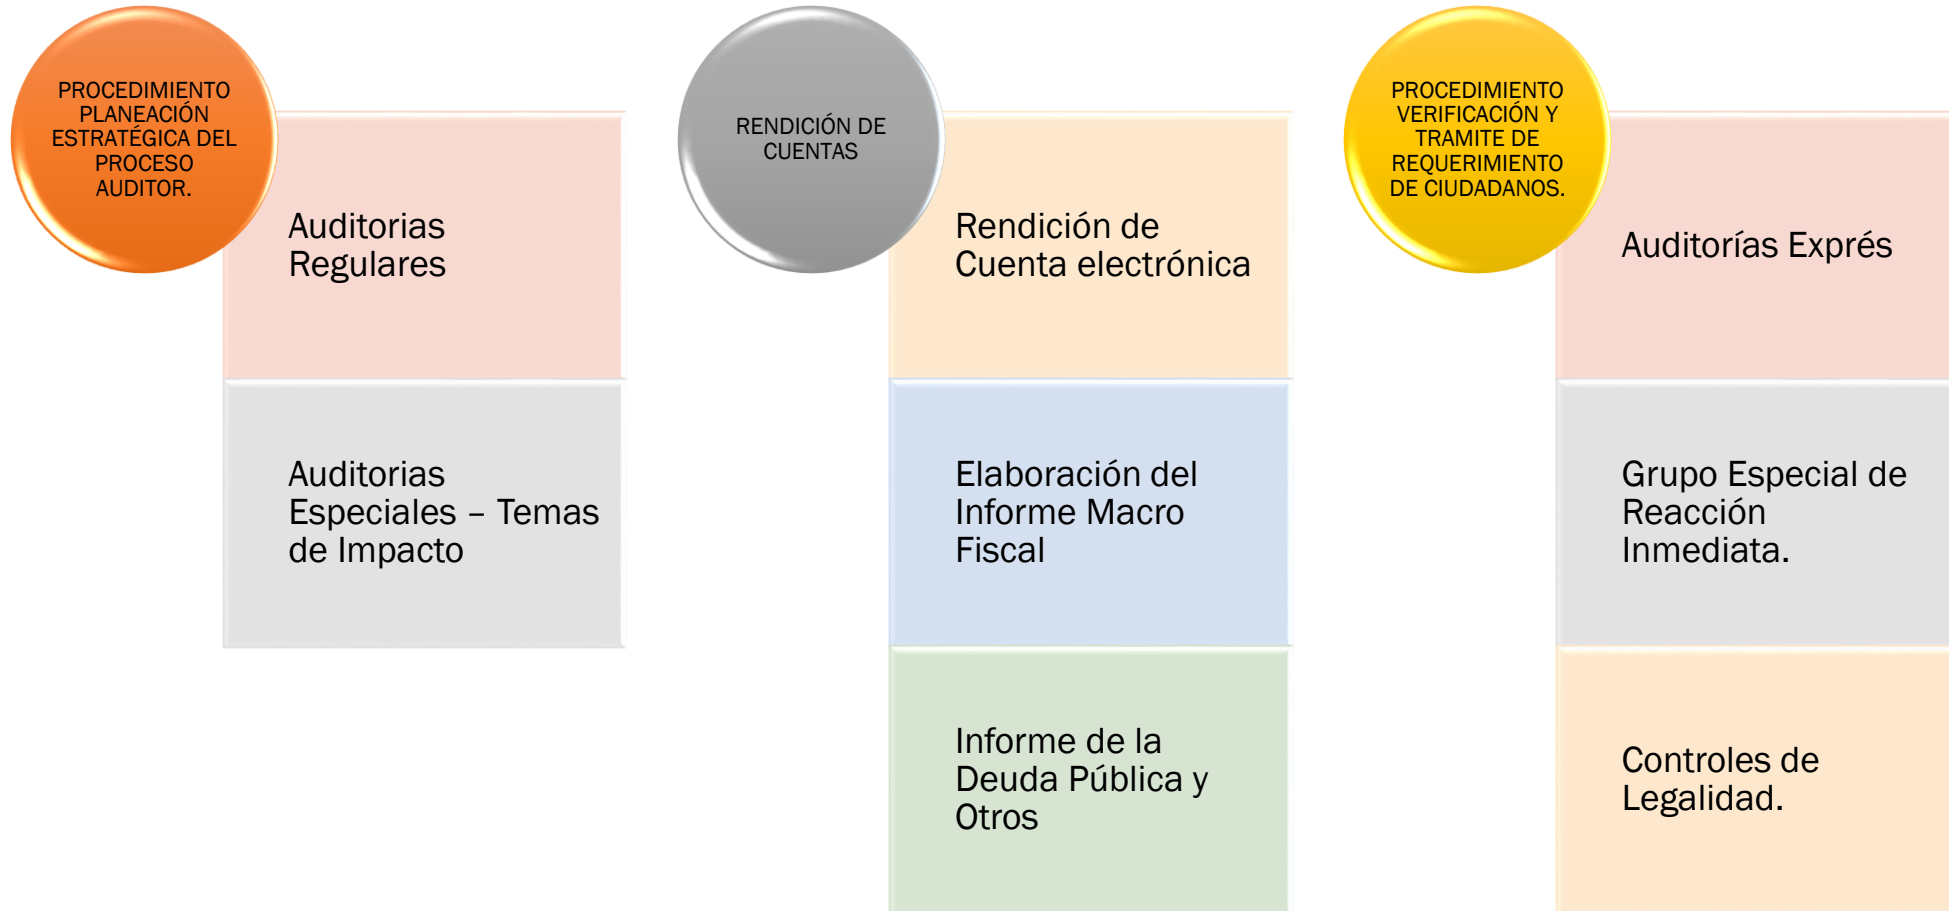 PROCEDIMIENTO
PLANEACIÓN
ESTRATÉGICA DEL
PROCESO
AUDITOR.
Auditorias
Regulares
Auditorias
Especiales – Temas
de Impacto
RENDICIÓN DE
CUENTAS
Rendición de
Cuenta electrónica
Elaboración del
Informe Macro
Fiscal
Informe de la
Deuda Pública y
Otros
PROCEDIMIENTO
VERIFICACIÓN Y
TRAMITE DE
REQUERIMIENTO
DE CIUDADANOS.
Auditorías Exprés
Grupo Especial de
Reacción
Inmediata.
Controles de
Legalidad.